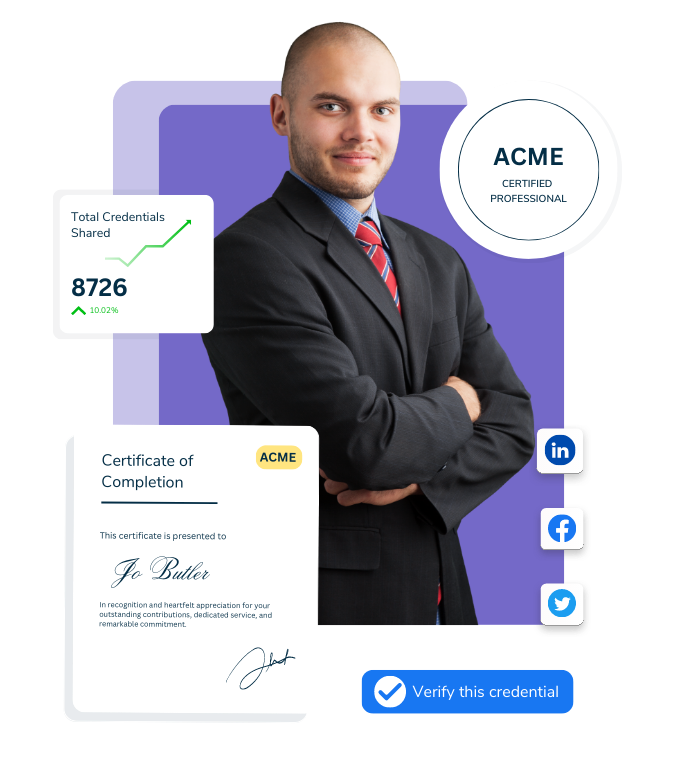 ACME
CERTIFIED
PROFESSIONAL
Total Credentials
Shared
8726
10.02%
Certificate of
Completion
ACME
This certificate is presented to
Jo Butler
In recognition and heartfelt appreciation for your
outstanding contributions, dedicated service, and
remarkable commitment.
in
Verify this credential